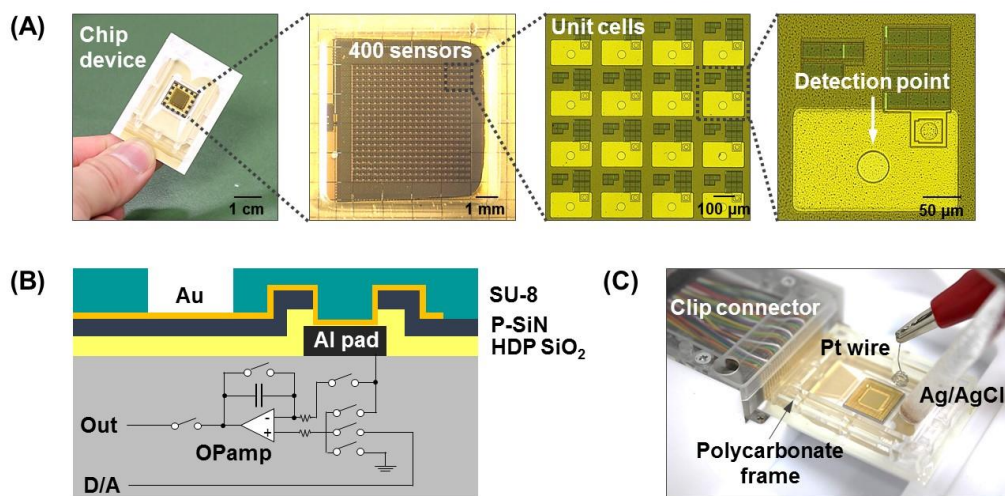 (A)
Chip
device
1 cm
400 sensors
1 mm
Unit cells
100 µm
Detection point
50 µm
(B)
Au
SU-8
P-SiN
HDP SiO₂
Al pad
-
+
Out
OPamp
D/A
(C)
Clip connector
Pt wire
Ag/AgCl
Polycarbonate
frame